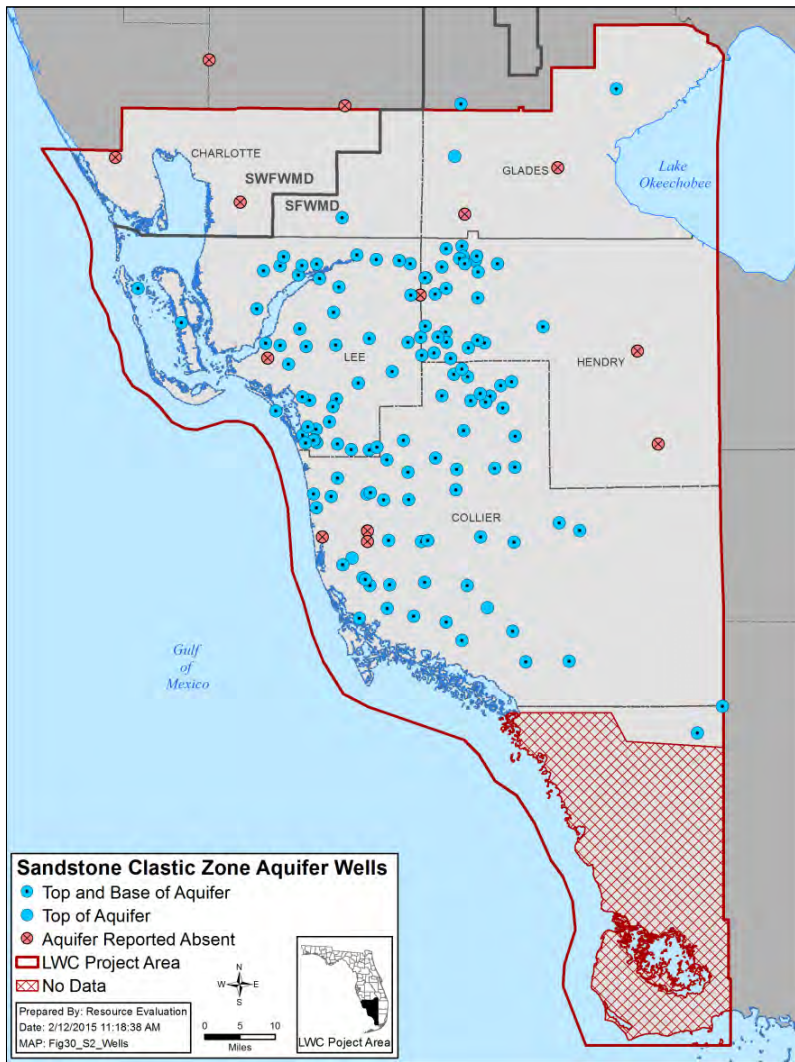 CHARLOTTE
SWFWMD
SFWMD
GLADES
Lake
Okeechobee
LEE
HENDRY
COLLIER
Gulf
of
Mexico
Sandstone Clastic Zone Aquifer Wells
Top and Base of Aquifer
Top of Aquifer
Aquifer Reported Absent
LWC Project Area
No Data
Prepared By: Resource Evaluation
Date: 2/12/2015 11:18:38 AM
MAP: Fig30_S2_Wells
N
W E
S
0 5 10
Miles
LWC Poject Area